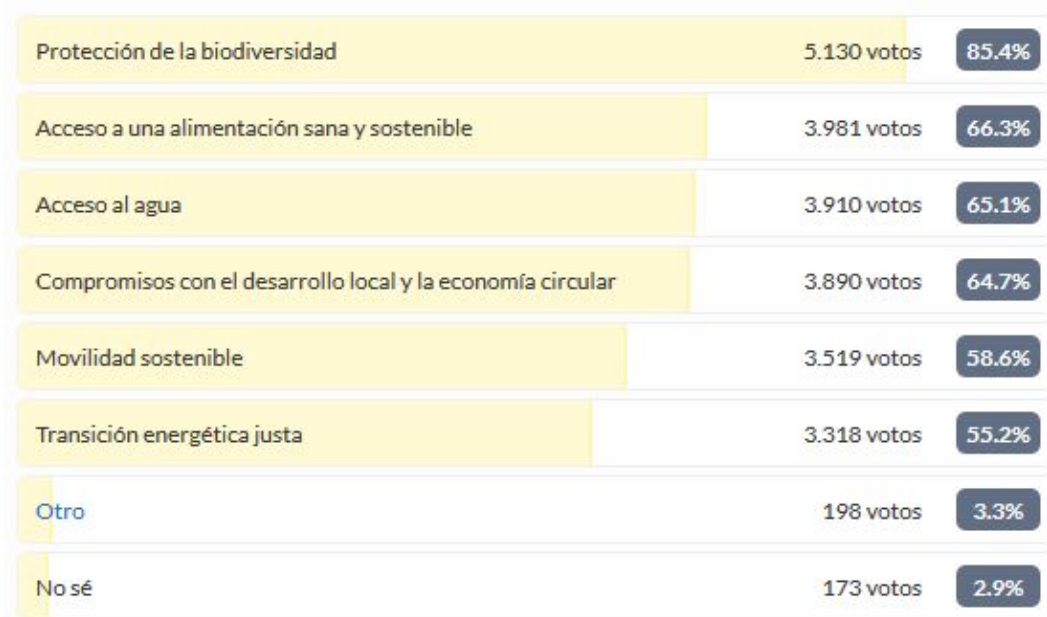 Protección de la biodiversidad 5.130 votos 85.4%
Acceso a una alimentación sana y sostenible 3.981 votos 66.3%
Acceso al agua 3.910 votos 65.1%
Compromisos con el desarrollo local y la economía circular 3.890 votos 64.7%
Movilidad sostenible 3.519 votos 58.6%
Transición energética justa 3.318 votos 55.2%
Otro 198 votos 3.3%
No sé 173 votos 2.9%